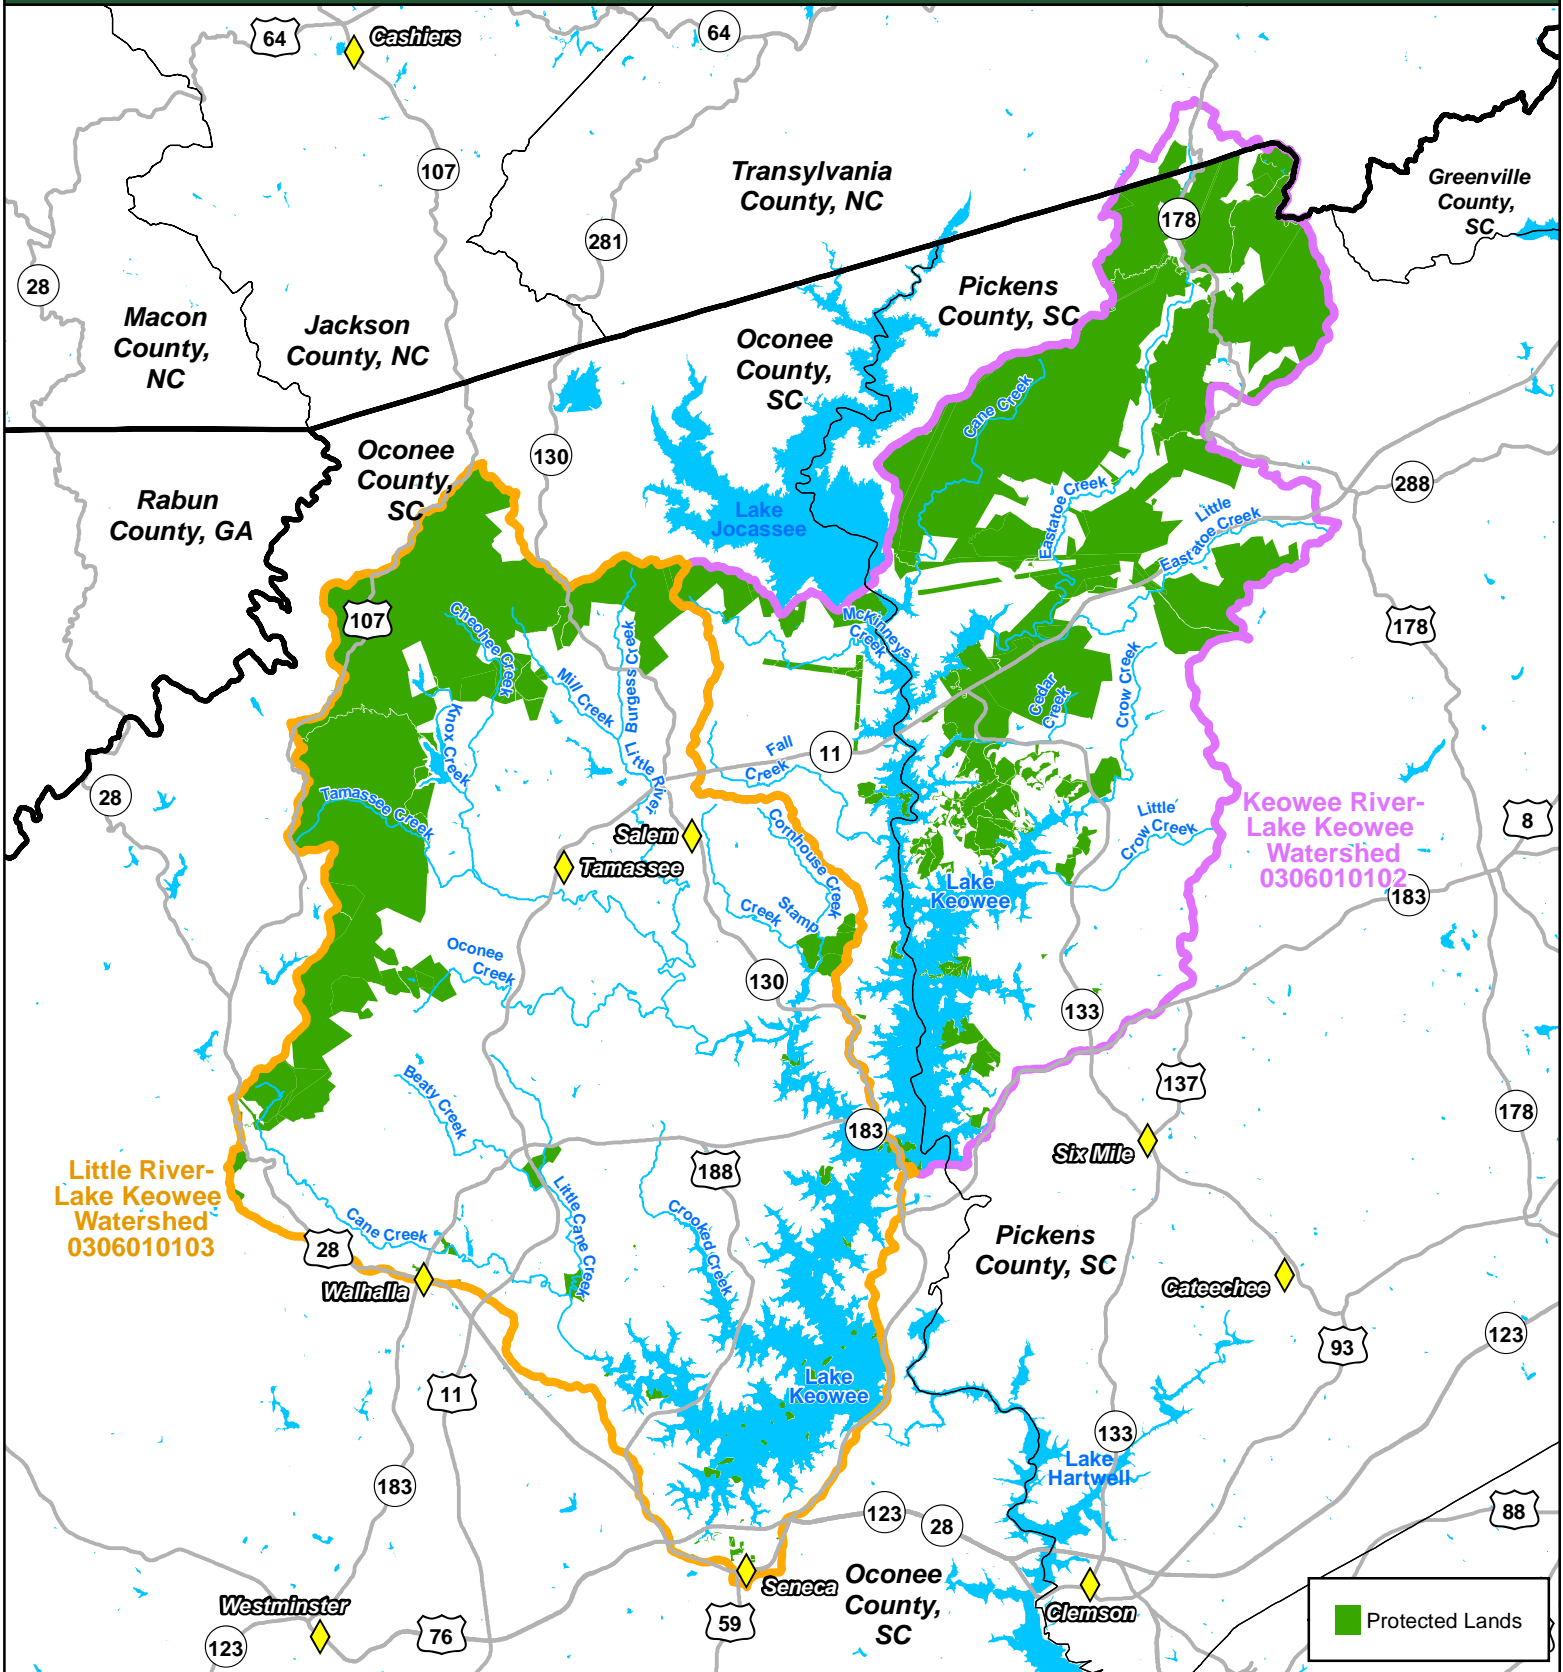 64
Cashiers
64
107
Transylvania
County, NC
Greenville
County,
SC
178
281
28
Pickens
County, SC
Macon
County,
NC
Jackson
County, NC
Oconee
County,
SC
Cane Creek
130
Oconee
County,
SC
288
Rabun
County, GA
Lake
Jocassee
Eastatoe Creek
Little
Eastatoe Creek
107
Cheohee Creek
Mill Creek
L'l Burgess Creek
McKinneys
Creek
178
Cedar
Creek
Crow Creek
Knox Creek
Little River
Fall
Creek
11
28
Tamassee Creek
Salem
Tamassee
Cornhouse Creek
Little
Crow Creek
Keowee River-
Lake Keowee
Watershed
0306010102
8
183
Lake
Keowee
Creek
Stamp
Oconee
Creek
130
133
Beaty Creek
137
178
183
Six Mile
Little River-
Lake Keowee
Watershed
0306010103
188
Little Cane Creek
Crooked Creek
Cane Creek
28
Walhalla
Pickens
County, SC
Cateechee
123
93
11
Lake
Keowee
133
Lake
Hartwell
183
123
28
88
Seneca
Oconee
County,
SC
Clemson
Westminster
123
76
59
Protected Lands